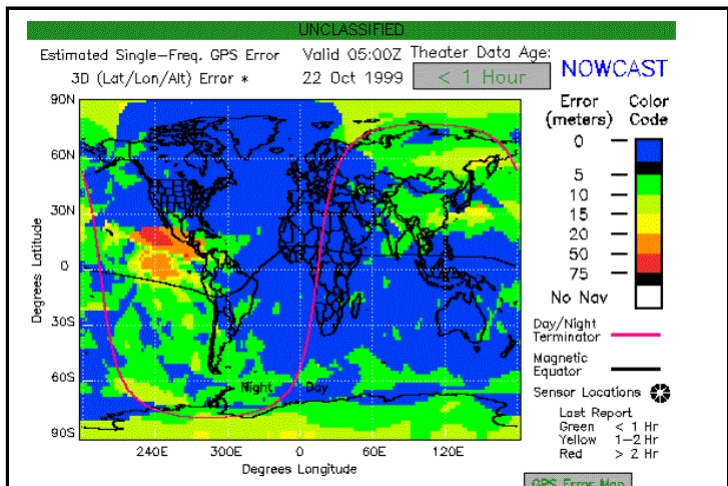 UNCLASSIFIED
Estimated Single-Freq. GPS Error
3D (Lat/Lon/Alt) Error *
Valid 05:00Z
22 Oct 1999
Theater Data Age:
< 1 Hour
NOWCAST
90N
60N
30N
0
30S
60S
90S
Degrees Latitude
Night
Day
240E
300E
0
60E
120E
Degrees Longitude
Error
(meters)
Color
Code
0
5
10
15
20
50
75
No Nav
Day/Night
Terminator
Magnetic
Equator
Sensor Locations
Last Report
Green < 1 Hr
Yellow 1-2 Hr
Red > 2 Hr
GPS Error Map